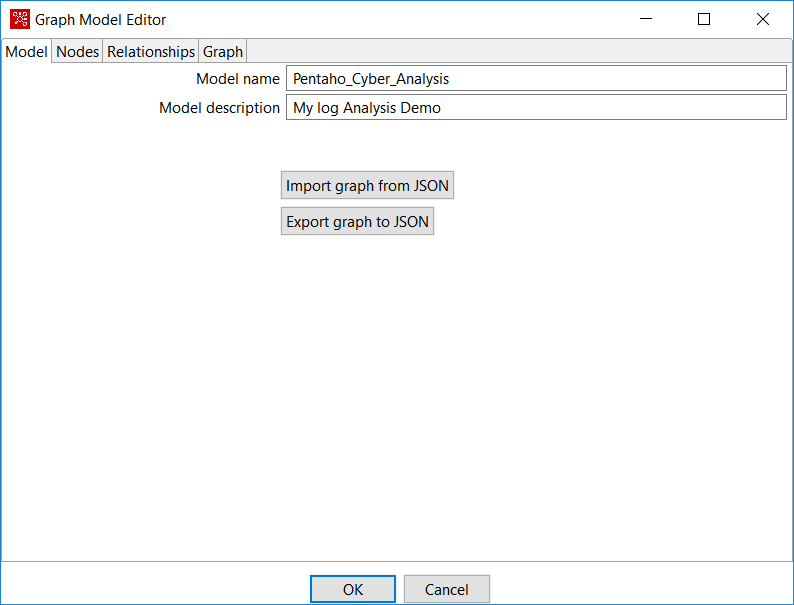 Graph Model Editor
Model Nodes Relationships Graph
Model name Pentaho_Cyber_Analysis
Model description My log Analysis Demo
Import graph from JSON
Export graph to JSON
OK Cancel